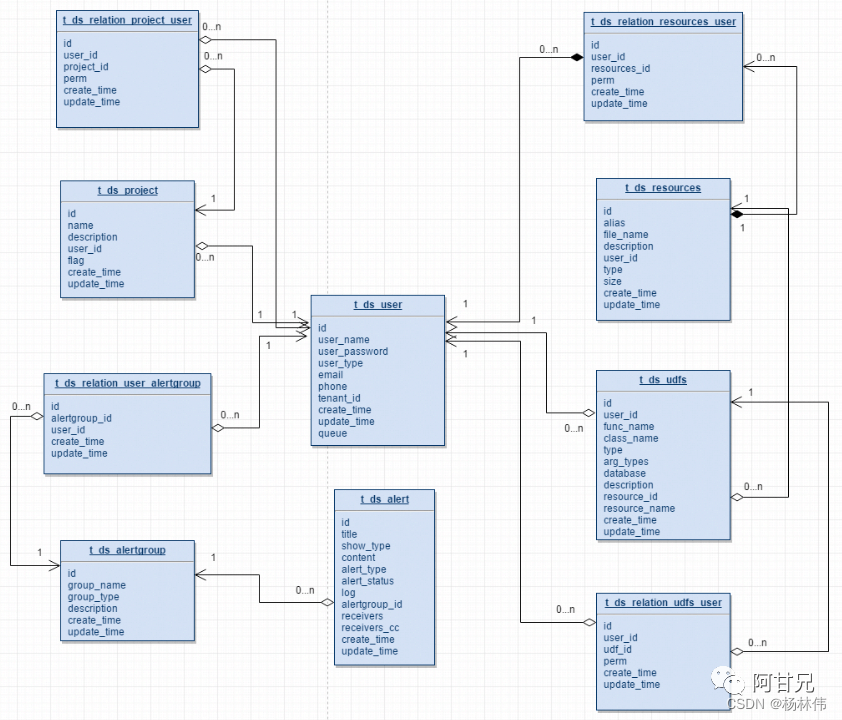 t_ds_relation_project_user
id
user_id
project_id
perm
create_time
update_time
0...n
0...n
t_ds_relation_resources_user
id
user_id
resources_id
perm
create_time
update_time
0...n
0...n
t_ds_project
id
name
description
user_id
flag
create_time
update_time
1
0...n
t_ds_resources
id
alias
file_name
description
user_id
type
size
create_time
update_time
1
1
t_ds_user
id
user_name
user_password
user_type
email
phone
tenant_id
create_time
update_time
queue
1
1
1
1
1
1
t_ds_relation_user_alertgroup
id
alertgroup_id
user_id
create_time
update_time
0...n
0...n
t_ds_udfs
id
user_id
func_name
class_name
type
arg_types
database
description
resource_id
resource_name
create_time
update_time
0...n
1
0...n
t_ds_alert
id
title
show_type
content
alert_type
alert_status
log
alertgroup_id
receivers
receivers_cc
create_time
update_time
0...n
t_ds_alertgroup
id
group_name
group_type
description
create_time
update_time
1
1
t_ds_relation_udfs_user
id
user_id
udf_id
perm
create_time
update_time
0...n
0...n
阿甘兄
CSDN @杨林伟